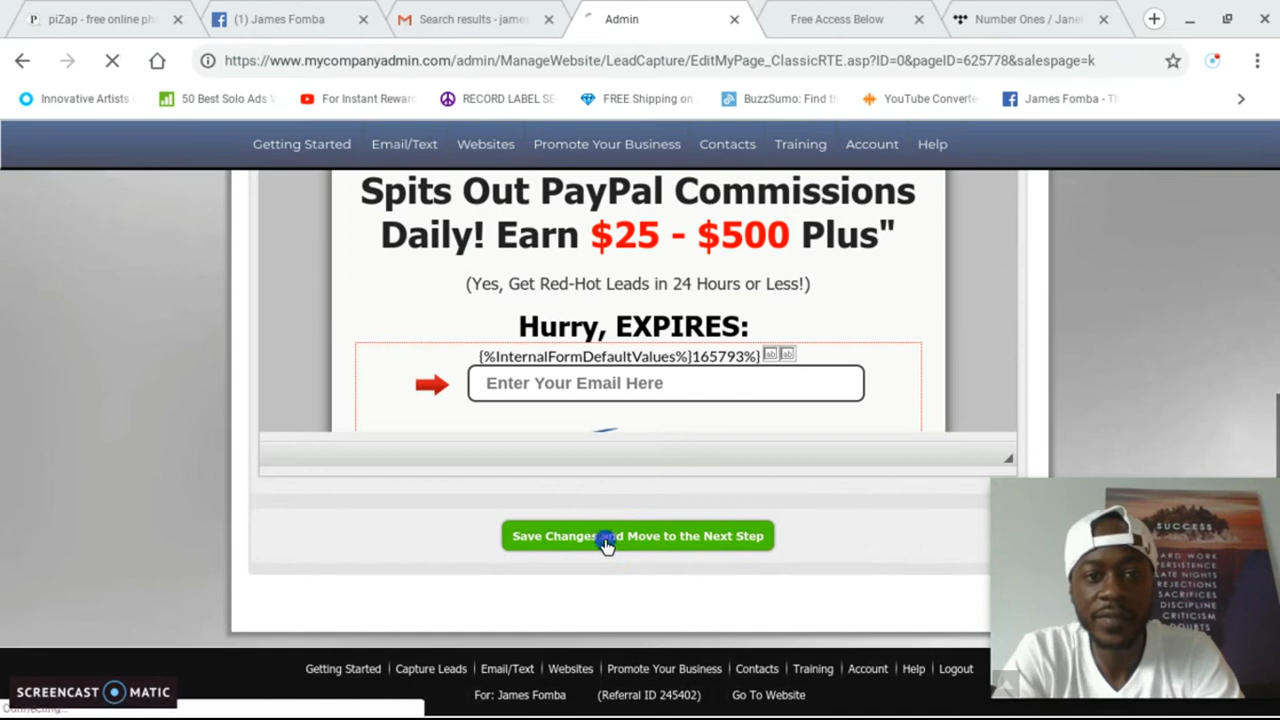 piZap - free online ph
(1) James Fomba
Search results - james
Admin
Free Access Below
Number Ones / Jane
https://www.mycompanyadmin.com/admin/ManageWebsite/LeadCapture/EditMyPage_ClassicRTE.asp?ID=0&pageID=625778&salespage=k
Innovative Artists
50 Best Solo Ads
For Instant Rewar
RECORD LABEL SE
FREE Shipping on
BuzzSumo: Find th
YouTube Converte
James Fomba - Th
Getting Started
Email/Text
Websites
Promote Your Business
Contacts
Training
Account
Help
Spits Out PayPal Commissions
Daily! Earn $25 - $500 Plus"
(Yes, Get Red-Hot Leads in 24 Hours or Less!)
Hurry, EXPIRES:
{%InternalFormDefaultValues%}165793%}
Enter Your Email Here
Save Changes and Move to the Next Step
SUCCESS
HARD WORK
PERSISTENCE
LATE NIGHTS
REJECTIONS
SACRIFICES
DISCIPLINE
CRITICISM
DOUBTS
Getting Started
Capture Leads
Email/Text
Websites
Promote Your Business
Contacts
Training
Account
Help
Logout
For: James Fomba
(Referral ID 245402)
Go To Website
SCREENCAST MATIC
Connecting...